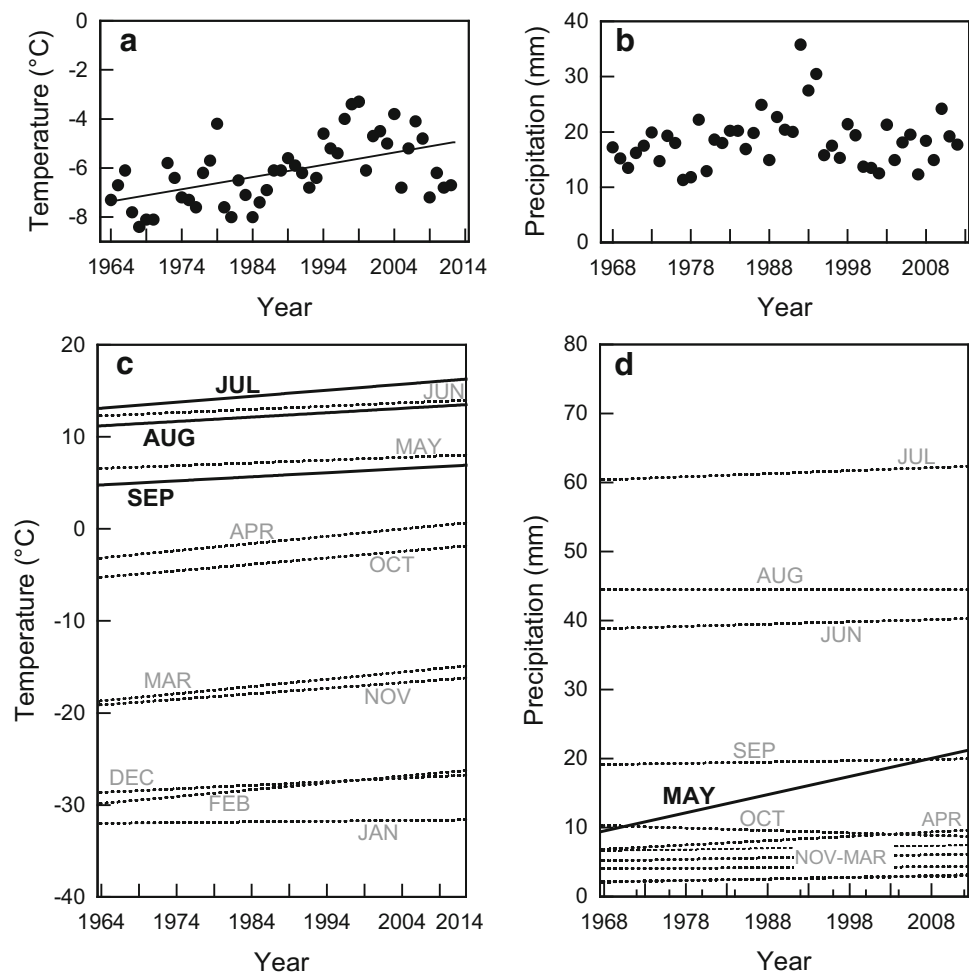 a
Temperature (°C)
0
-2
-4
-6
-8
1964 1974 1984 1994 2004 2014
Year
b
Precipitation (mm)
40
30
20
10
0
1968 1978 1988 1998 2008
Year
c
Temperature (°C)
20
10
0
-10
-20
-30
-40
JUL
JUN
AUG
MAY
SEP
APR
OCT
MAR
NOV
DEC
FEB
JAN
1964 1974 1984 1994 2004 2014
Year
d
Precipitation (mm)
80
70
60
50
40
30
20
10
0
JUL
AUG
JUN
SEP
MAY
OCT
APR
NOV-MAR
1968 1978 1988 1998 2008
Year